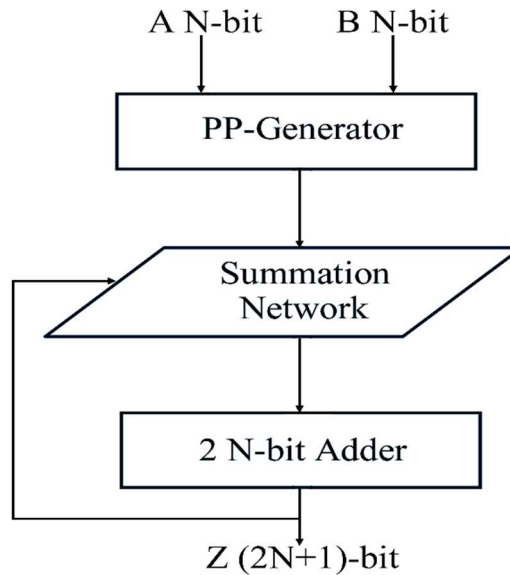 A N-bit B N-bit
PP-Generator
Summation
Network
2 N-bit Adder
Z (2N+1)-bit